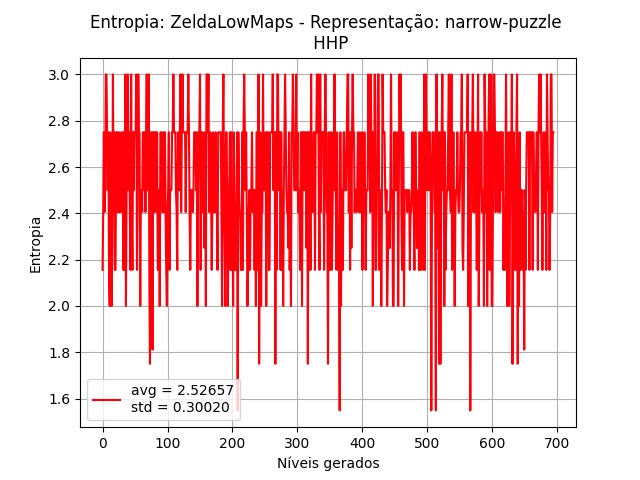 Entropia: ZeldaLowMaps - Representação: narrow-puzzle
HHP
3.0
2.8
2.6
2.4
2.2
2.0
1.8
1.6
Entropia
avg = 2.52657
std = 0.30020
0 100 200 300 400 500 600 700
Níveis gerados